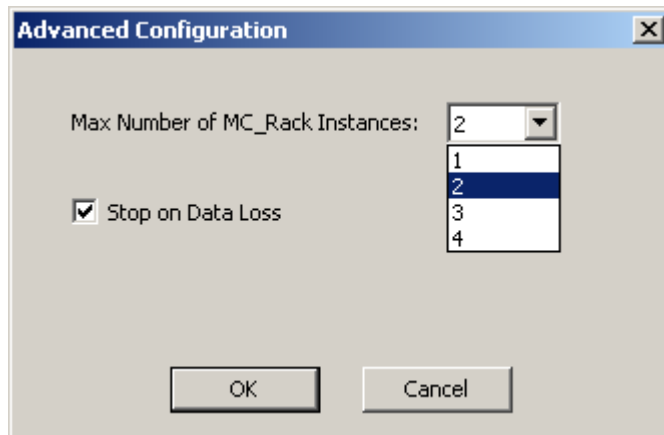 Advanced Configuration
Max Number of MC_Rack Instances: 2
1
2
3
4
Stop on Data Loss
OK Cancel